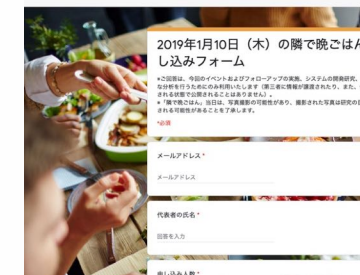 2019年1月10日（木）の隣で晩ごはん
し込みフォーム
※ご回答は、今回のイベントおよびフォローアップの実施、システムの開発研究、
な分析を行うためにのみ利用いたします（第三者に情報が譲渡されたり、また、
される状態で公開されることはありません）。
※「隣で晩ごはん」当日は、写真撮影の可能性があり、撮影された写真は研究の
される可能性があることを了承します。
*必須
メールアドレス *
メールアドレス
代表者の氏名 *
回答を入力
申し込み人数 *